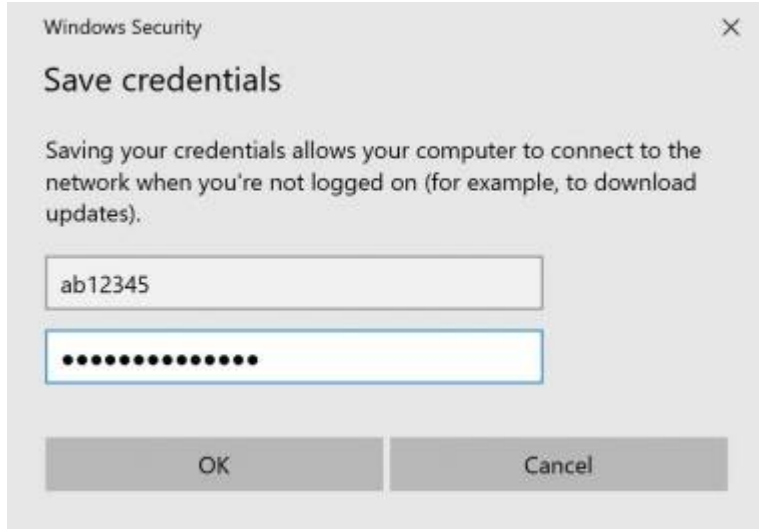 Windows Security
Save credentials
Saving your credentials allows your computer to connect to the
network when you're not logged on (for example, to download
updates).
ab12345
●●●●●●●●●●●●●●
OK
Cancel